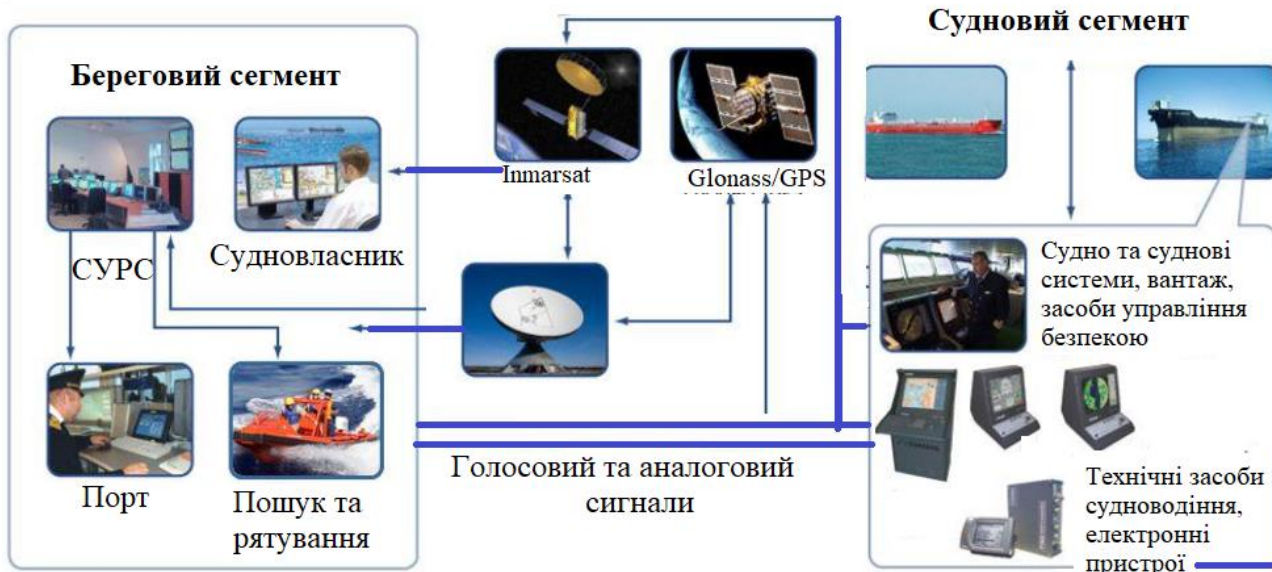 Судновий сегмент
Береговий сегмент
Inmarsat
Glonass/GPS
СУРС
Судновласник
Судно та суднові
системи, вантаж,
засоби управління
безпекою
Порт
Пошук та
рятування
Голосовий та аналоговий
сигнали
Технічні засоби
судноводіння,
електронні
пристрої